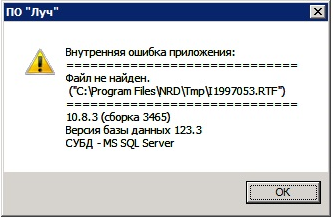 ПО "Луч"
Внутренняя ошибка приложения:
==============================
Файл не найден.
("C:\Program Files\NRD\Tmp\I1997053.RTF")
==============================
10.8.3 (сборка 3465)
Версия базы данных 123.3
СУБД - MS SQL Server
OK